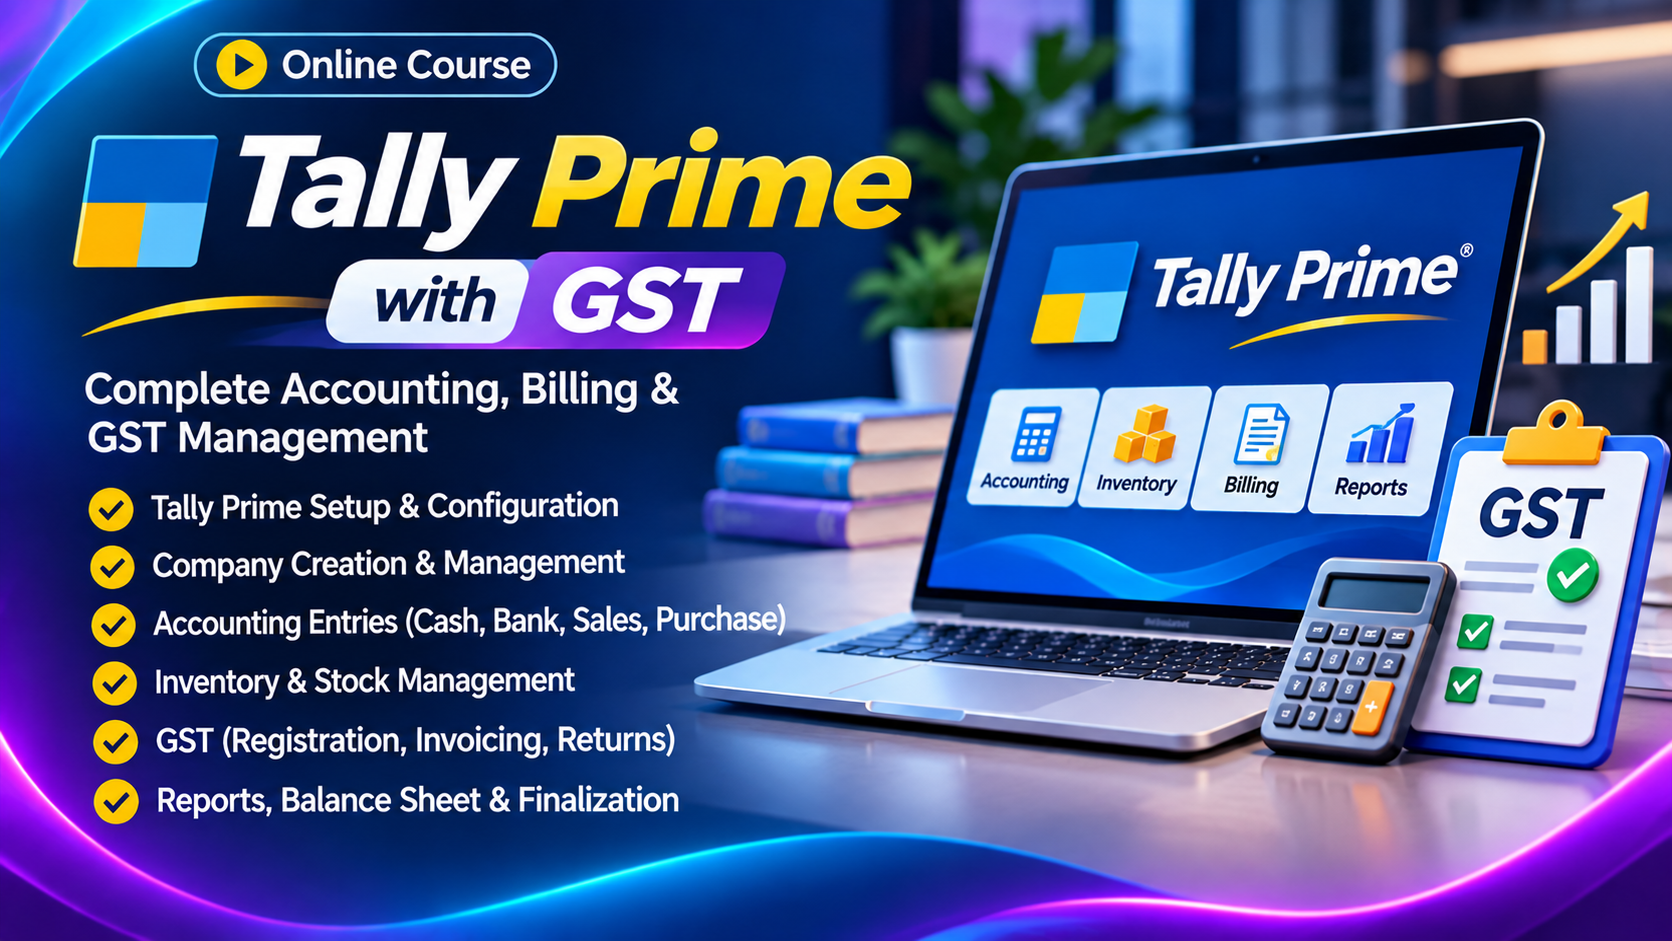 Online Course
Tally Prime
with GST
Complete Accounting, Billing &
GST Management
Tally Prime Setup & Configuration
Company Creation & Management
Accounting Entries (Cash, Bank, Sales, Purchase)
Inventory & Stock Management
GST (Registration, Invoicing, Returns)
Reports, Balance Sheet & Finalization
Tally Prime®
Accounting
Inventory
Billing
Reports
GST